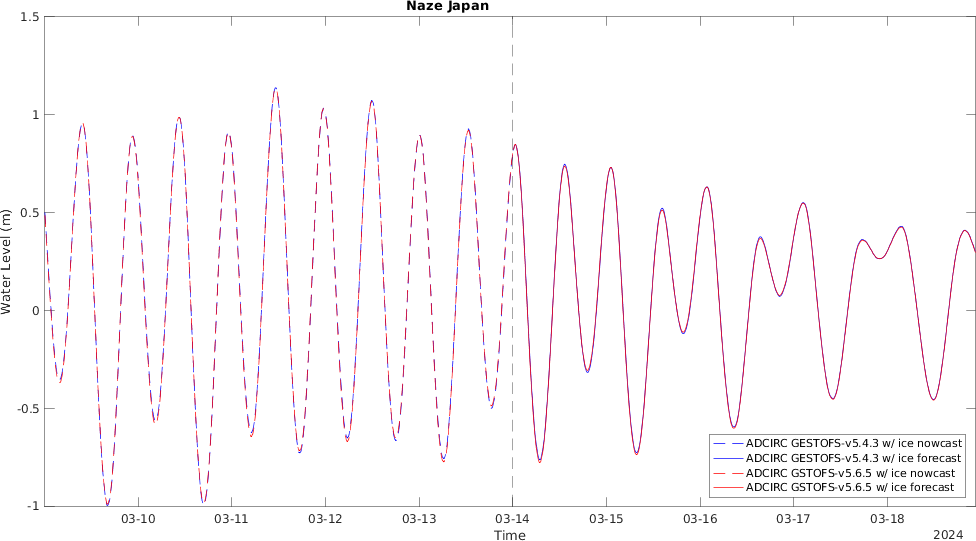 Naze Japan
1.5
1
0.5
0
-0.5
-1
Water Level (m)
03-10 03-11 03-12 03-13 03-14 03-15 03-16 03-17 03-18
Time
2024
ADCIRC GESTOFS-v5.4.3 w/ ice nowcast
ADCIRC GESTOFS-v5.4.3 w/ ice forecast
ADCIRC GSTOFS-v5.6.5 w/ ice nowcast
ADCIRC GSTOFS-v5.6.5 w/ ice forecast